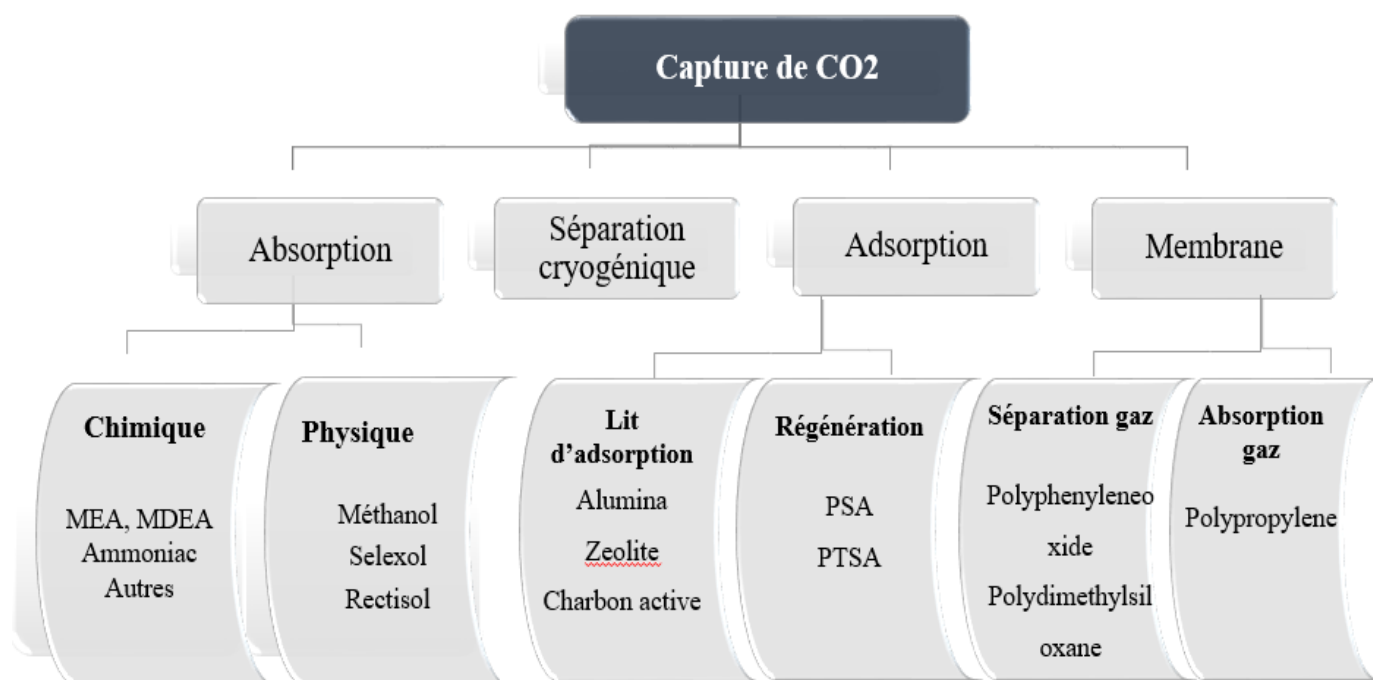 Capture de CO2
Absorption
Séparation
cryogénique
Adsorption
Membrane
Chimique
MEA, MDEA
Ammoniac
Autres
Physique
Méthanol
Selexol
Rectisol
Lit
d’adsorption
Alumina
Zeolite
Charbon active
Régénération
PSA
PTSA
Séparation gaz
Polyphenyleneo
xide
Polydimethylsil
oxane
Absorption
gaz
Polypropylene